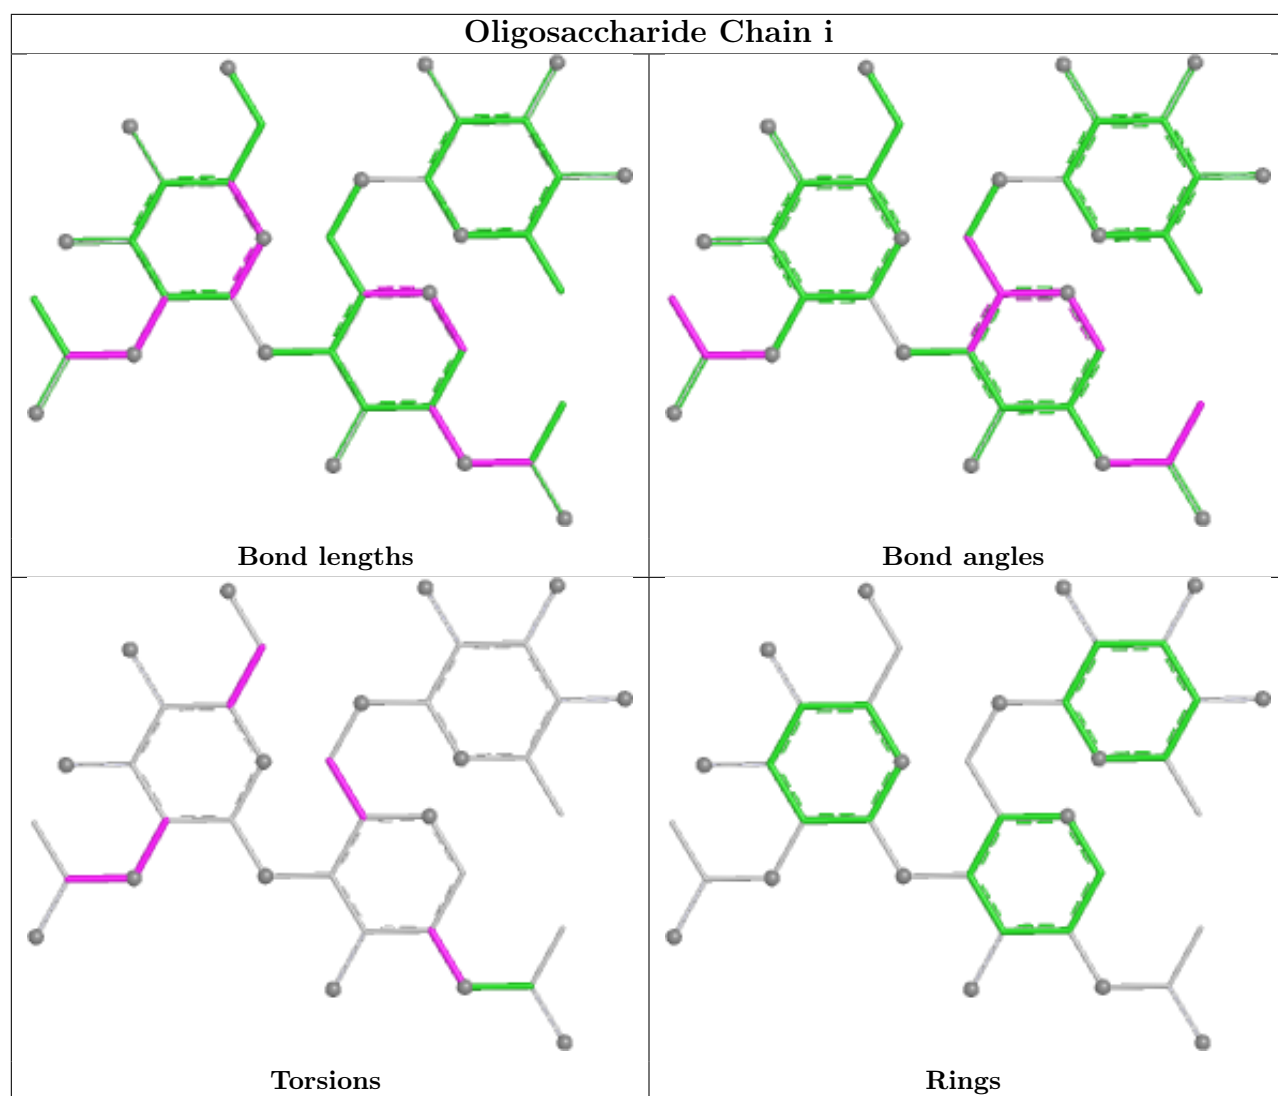 Oligosaccharide Chain i
Bond lengths
Bond angles
Torsions
Rings